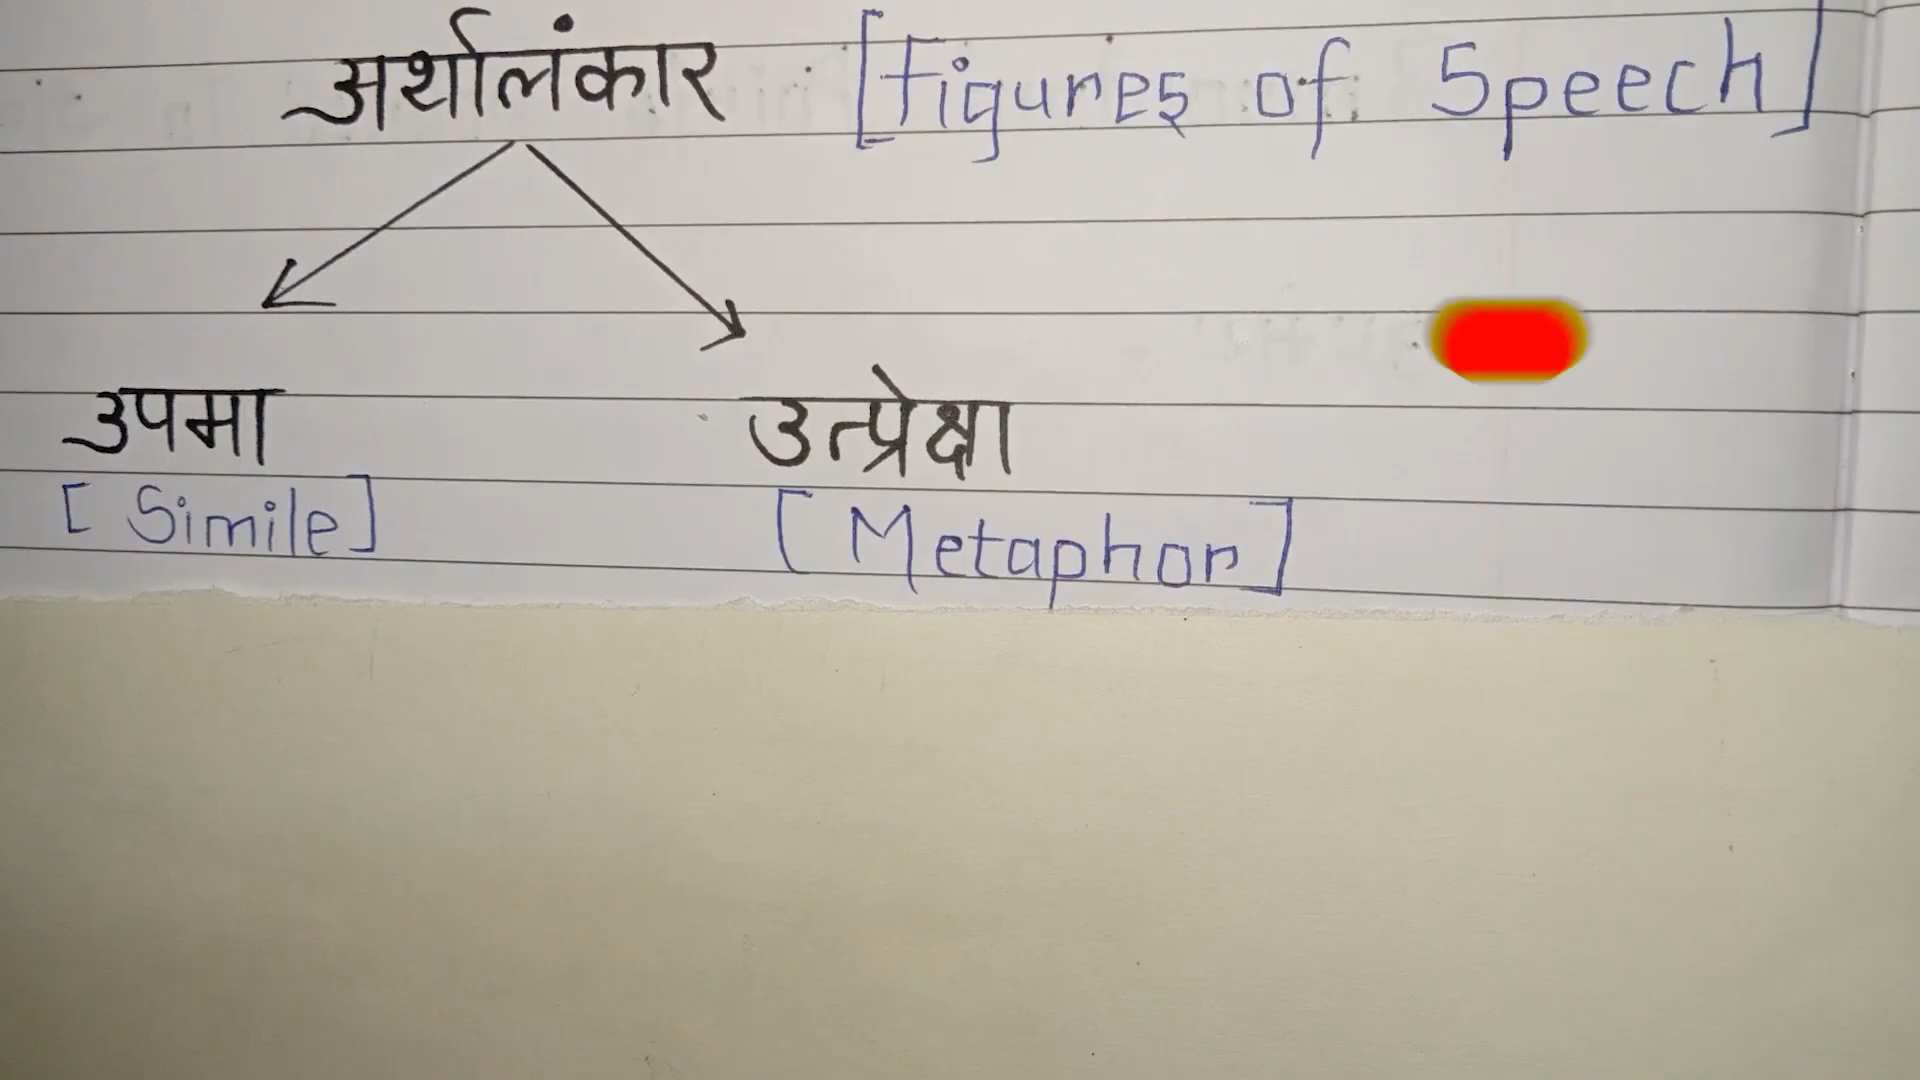 अर्थालंकार [Figures of Speech]
उपमा उत्प्रेक्षा
[Simile] [Metaphor]